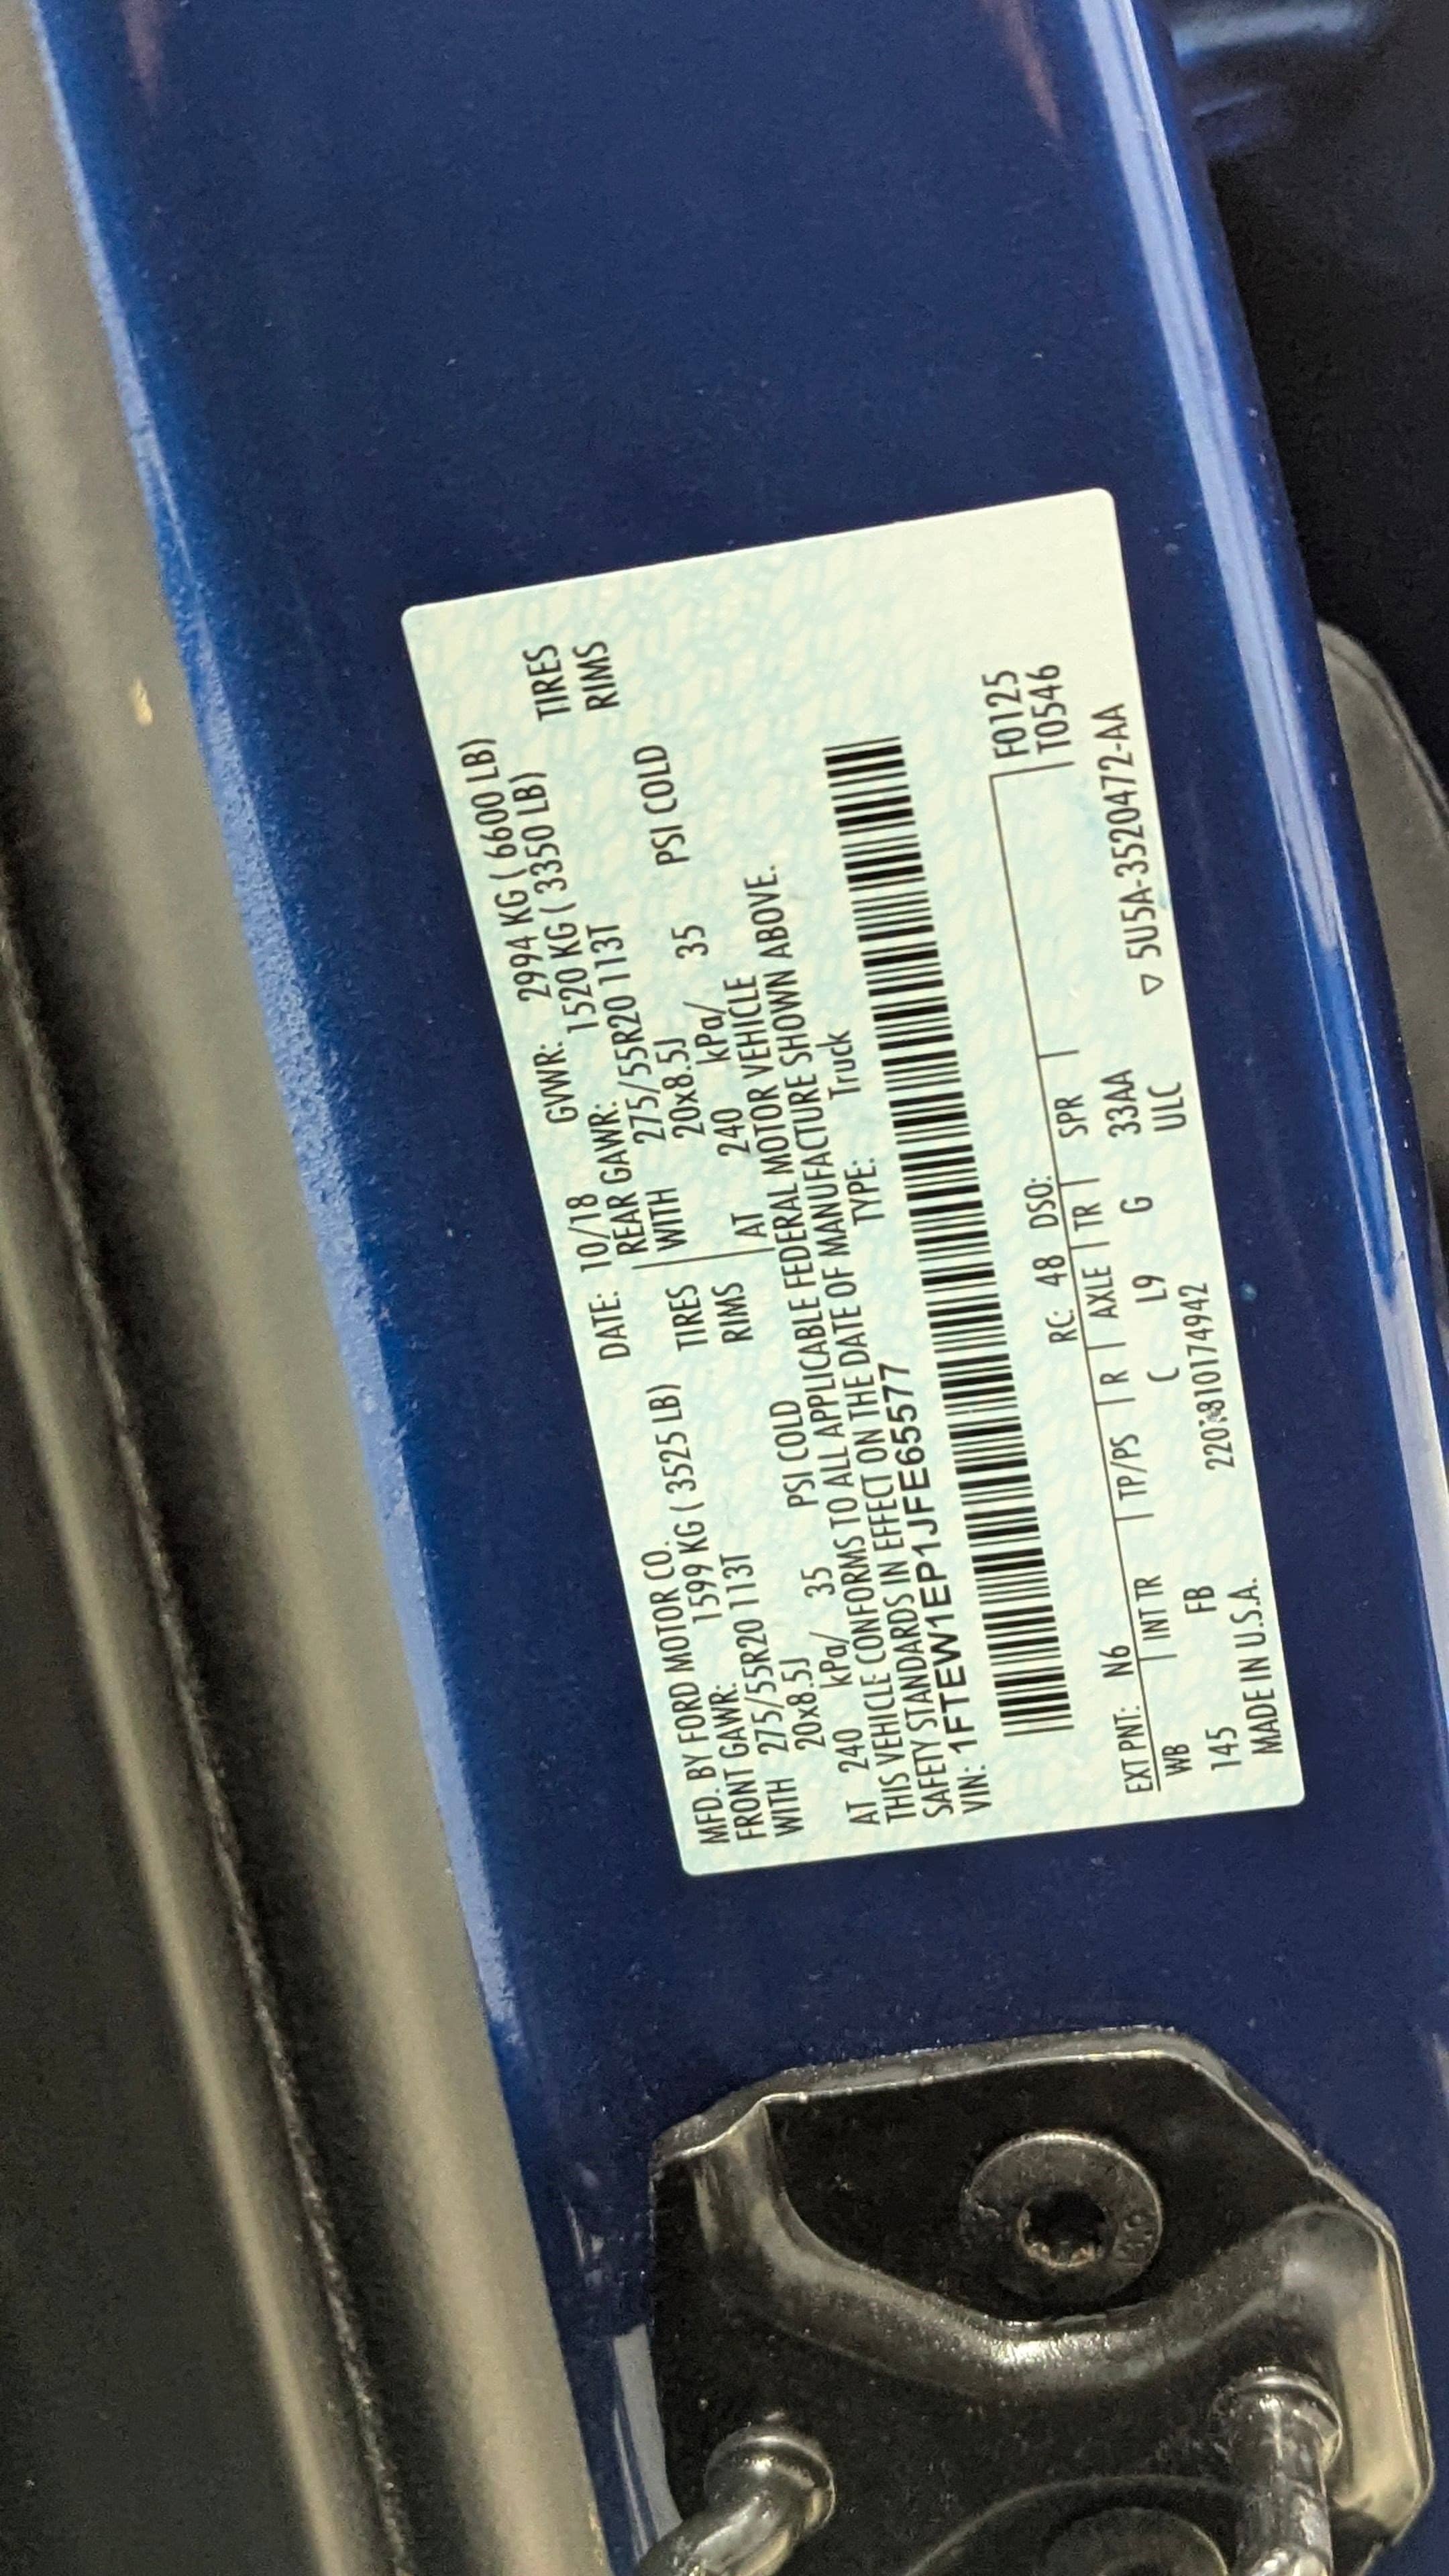 MFD. BY FORD MOTOR CO. DATE: 10/18 GVWR: 2994 KG ( 6600 LB)
FRONT GAWR: 1599 KG ( 3525 LB) REAR GAWR: 1520 KG ( 3350 LB)
WITH 275/55R20 113T TIRES WITH 275/55R20 113T TIRES
20x8.5J RIMS 20x8.5J RIMS
AT 240 kPa/ 35 PSI COLD AT 240 kPa/ 35 PSI COLD
THIS VEHICLE CONFORMS TO ALL APPLICABLE FEDERAL MOTOR VEHICLE
SAFETY STANDARDS IN EFFECT ON THE DATE OF MANUFACTURE SHOWN ABOVE.
VIN: 1FTEW1EP1JFE65577 TYPE: Truck
F0125
T0546
EXT PNT: N6 RC: 48 DSO:
WB INT TR TP/PS R AXLE TR SPR
145 FB C L9 G 33AA
ULC
MADE IN U.S.A. ▽ 5U5A-3520472-AA